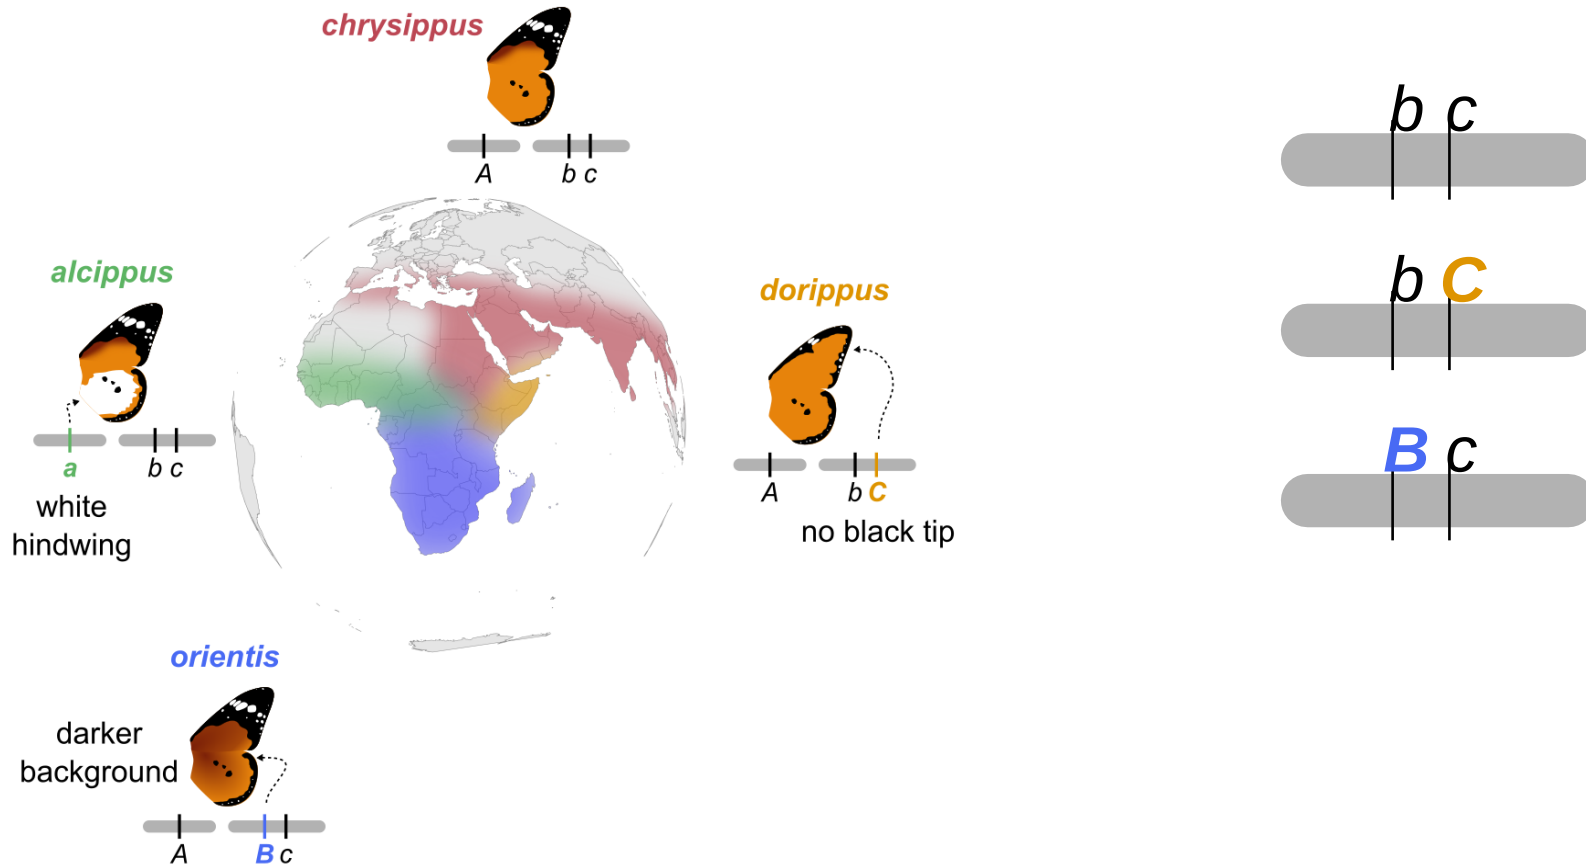 chrysippus
A b c
alcippus
a b c
white
hindwing
dorippus
A b C
no black tip
orientis
darker
background
A B c
b c
b C
B c